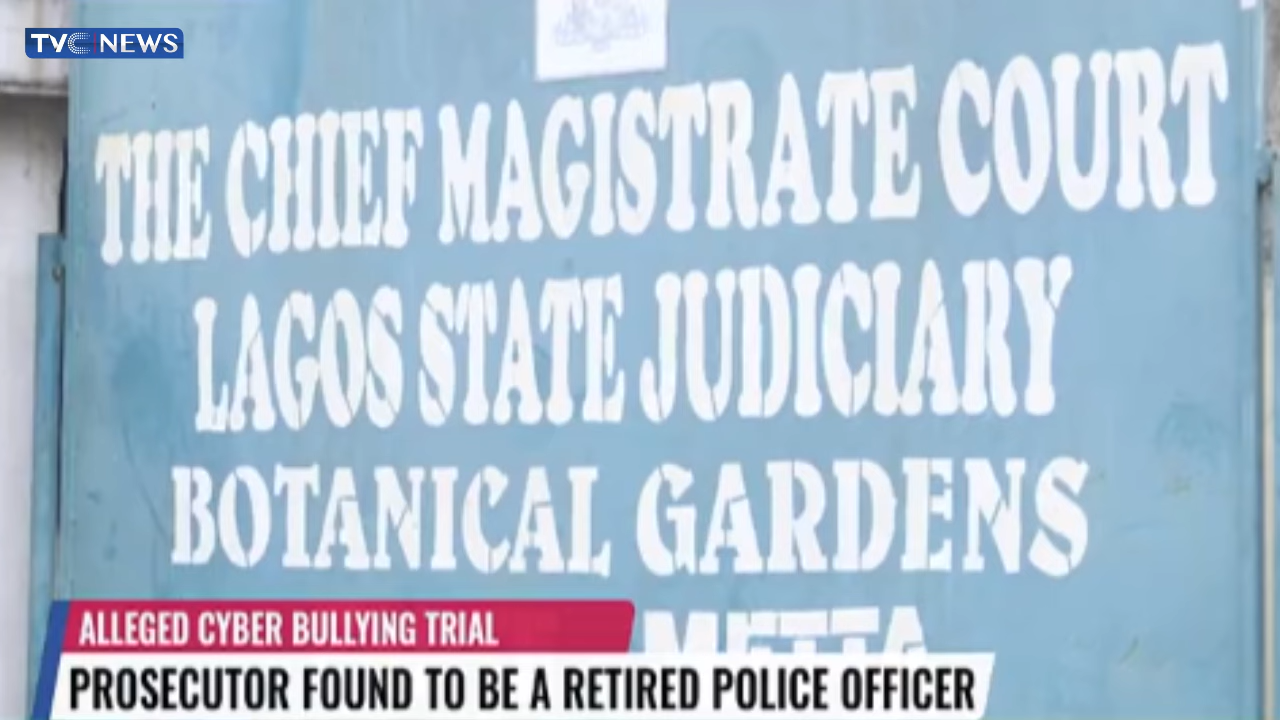 TVC NEWS
THE CHIEF MAGISTRATE COURT
LAGOS STATE JUDICIARY
BOTANICAL GARDENS
ALLEGED CYBER BULLYING TRIAL
PROSECUTOR FOUND TO BE A RETIRED POLICE OFFICER